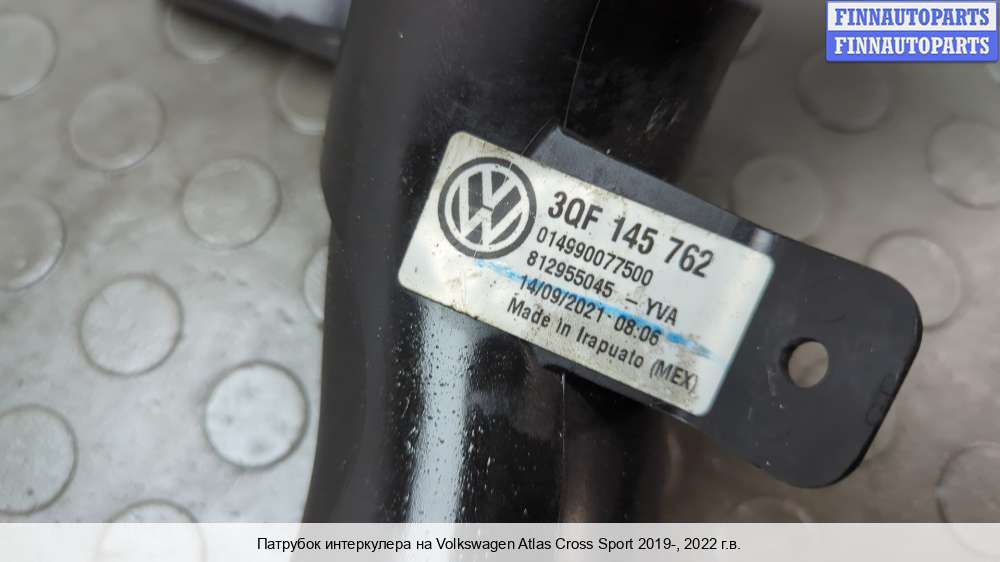 FINNAUTOPARTS
FINNAUTOPARTS
3QF 145 762
014990077500
812955045 - YVA
14/09/2021 08:06
Made in Irapuato (MEX)
Патрубок интеркулера на Volkswagen Atlas Cross Sport 2019-, 2022 г.в.